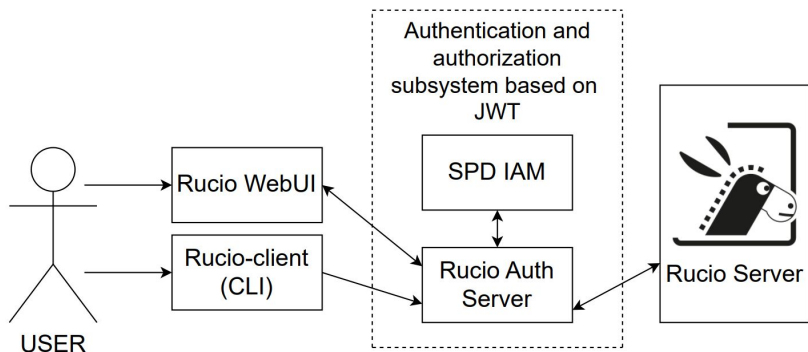 Authentication and
authorization
subsystem based on
JWT
Rucio WebUI
SPD IAM
Rucio-client
(CLI)
Rucio Auth
Server
Rucio Server
USER